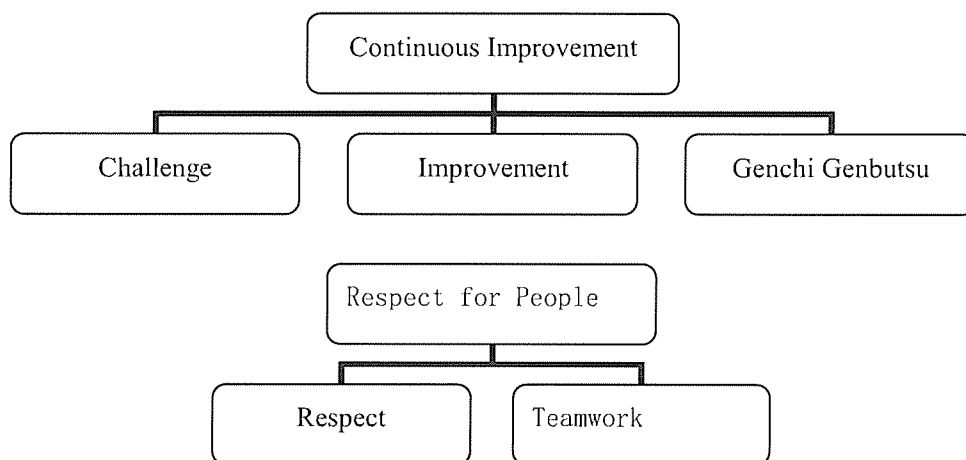 Continuous Improvement
Challenge
Improvement
Genchi Genbutsu
Respect for People
Respect
Teamwork